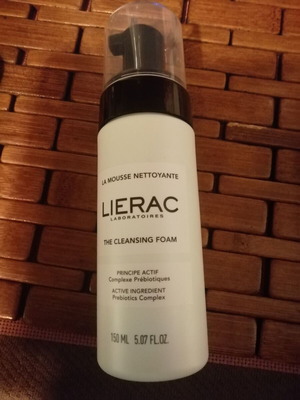 LA MOUSSE NETTOYANTE
LIERAC
LABORATOIRES
THE CLEANSING FOAM
PRINCIPE ACTIF
Complexe Prébiotiques
ACTIVE INGREDIENT
Prebiotics Complex
150 ML 5.07 FL.OZ.